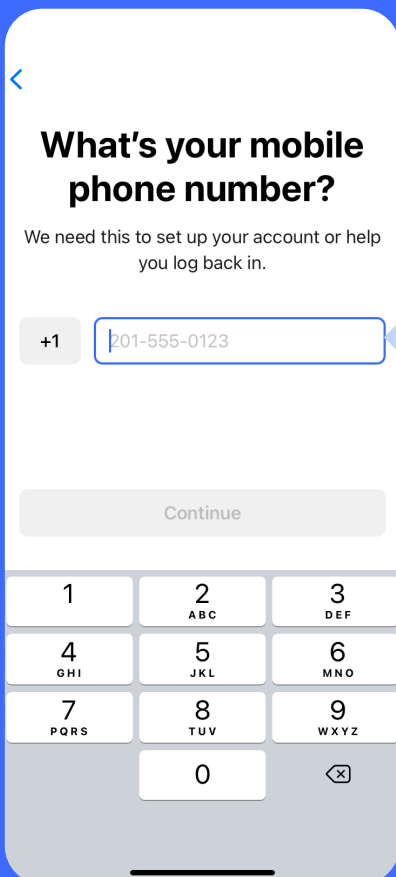 What's your mobile
phone number?
We need this to set up your account or help
you log back in.
+1 201-555-0123
Continue
1 2 3
ABC DEF
4 5 6
GHI JKL MNO
7 8 9
PQRS TUV WXYZ
0